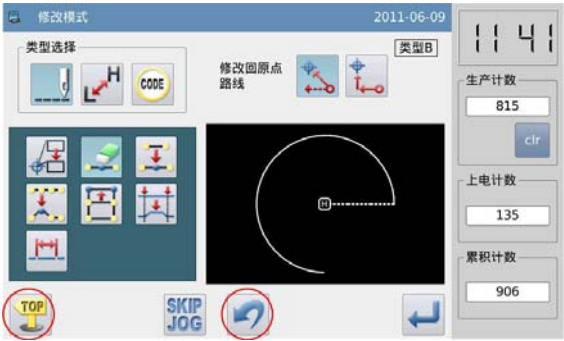 修改模式
2011-06-09
11 41
类型选择
H
L
CODE
修改回原点
路线
类型B
生产计数
815
clr
上电计数
135
H
累积计数
906
TOP
SKIP
JOG